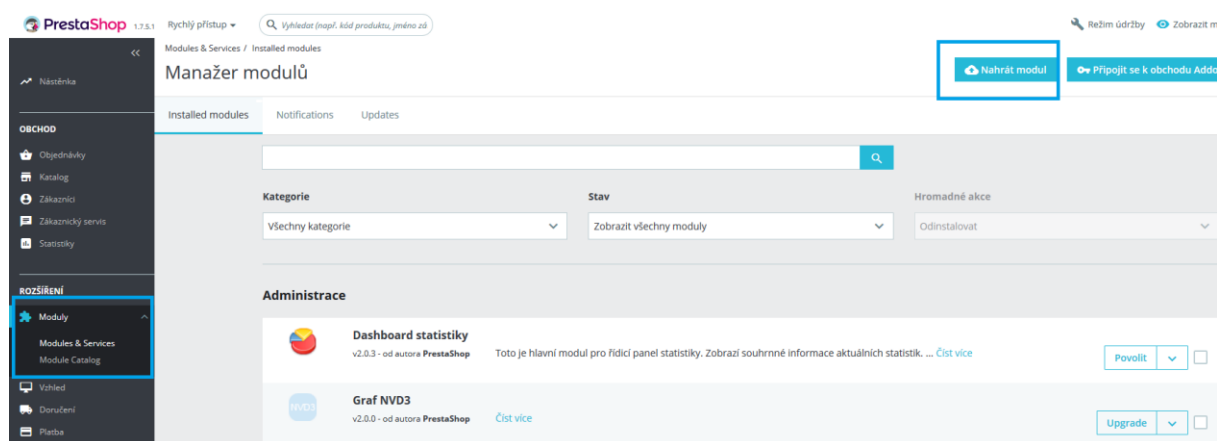 PrestaShop 1.7.5.1 Rychlý přístup Vyhledat (např. kód produktu, jméno zá Režim údržby Zobrazit m
Modules & Services / Installed modules
Manažer modulů
Nahrát modul
Připojit se k obchodu Addo
Installed modules Notifications Updates
Nástěnka
OBCHOD
Objednávky
Katalog
Zákazníci
Zákaznický servis
Statistiky
ROZŠÍŘENÍ
Moduly
Modules & Services
Module Catalog
Vzhled
Doručení
Platba
Kategorie Stav Hromadné akce
Všechny kategorie Zobrazit všechny moduly Odinstalovat
Administrace
Dashboard statistiky
v2.0.3 - od autora PrestaShop Toto je hlavní modul pro řídicí panel statistiky. Zobrazí souhrnné informace aktuálních statistik. ... Číst více
Povolit
NVD3
Graf NVD3
v2.0.0 - od autora PrestaShop Číst více
Upgrade